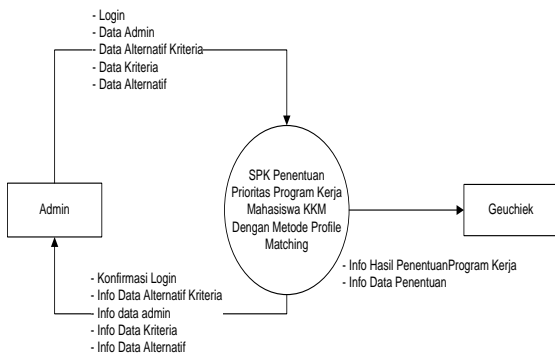 - Login
- Data Admin
- Data Alternatif Kriteria
- Data Kriteria
- Data Alternatif
SPK Penentuan
Prioritas Program Kerja
Mahasiswa KKM
Dengan Metode Profile
Matching
Admin
Geuchiek
- Info Hasil PenentuanProgram Kerja
- Info Data Penentuan
- Konfirmasi Login
- Info Data Alternatif Kriteria
- Info data admin
- Info Data Kriteria
- Info Data Alternatif